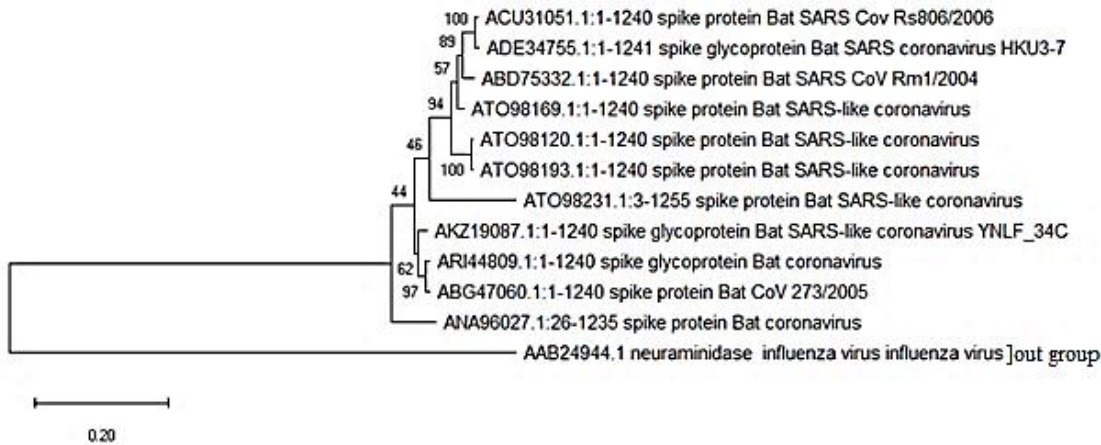 100 ACU31051.1:1-1240 spike protein Bat SARS Cov Rs806/2006
89 ADE34755.1:1-1241 spike glycoprotein Bat SARS coronavirus HKU3-7
57 ABD75332.1:1-1240 spike protein Bat SARS CoV Rm1/2004
94 ATO98169.1:1-1240 spike protein Bat SARS-like coronavirus
46 ATO98120.1:1-1240 spike protein Bat SARS-like coronavirus
100 ATO98193.1:1-1240 spike protein Bat SARS-like coronavirus
44 ATO98231.1:3-1255 spike protein Bat SARS-like coronavirus
AKZ19087.1:1-1240 spike glycoprotein Bat SARS-like coronavirus YNLF_34C
62 ARI44809.1:1-1240 spike glycoprotein Bat coronavirus
97 ABG47060.1:1-1240 spike protein Bat CoV 273/2005
ANA96027.1:26-1235 spike protein Bat coronavirus
AAB24944.1 neuraminidase influenza virus influenza virus ]out group
0.20